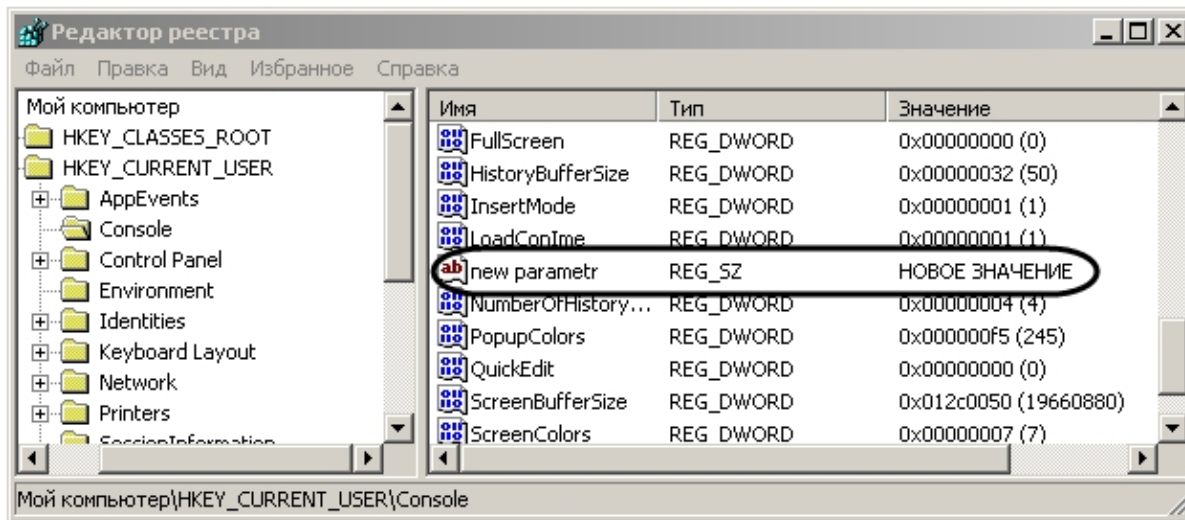 Редактор реестра
Файл Правка Вид Избранное Справка
Мой компьютер
HKEY_CLASSES_ROOT
HKEY_CURRENT_USER
AppEvents
Console
Control Panel
Environment
Identities
Keyboard Layout
Network
Printers
SessionInformation
Имя Тип Значение
FullScreen REG_DWORD 0x00000000 (0)
HistoryBufferSize REG_DWORD 0x00000032 (50)
InsertMode REG_DWORD 0x00000001 (1)
LoadConIme REG_DWORD 0x00000001 (1)
new parametr REG_SZ НОВОЕ ЗНАЧЕНИЕ
NumberOfHistory... REG_DWORD 0x00000004 (4)
PopupColors REG_DWORD 0x000000f5 (245)
QuickEdit REG_DWORD 0x00000000 (0)
ScreenBufferSize REG_DWORD 0x012c0050 (19660880)
ScreenColors REG_DWORD 0x00000007 (7)
Мой компьютер\HKEY_CURRENT_USER\Console